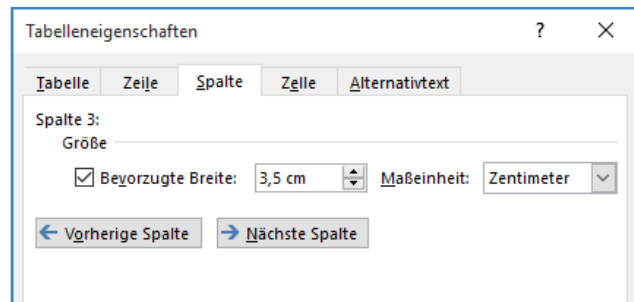 Tabelleneigenschaften ?
Tabelle Zeile Spalte Zelle Alternativtext
Spalte 3:
Größe
Bevorzugte Breite: 3,5 cm Maßeinheit: Zentimeter
Vorherige Spalte Nächste Spalte